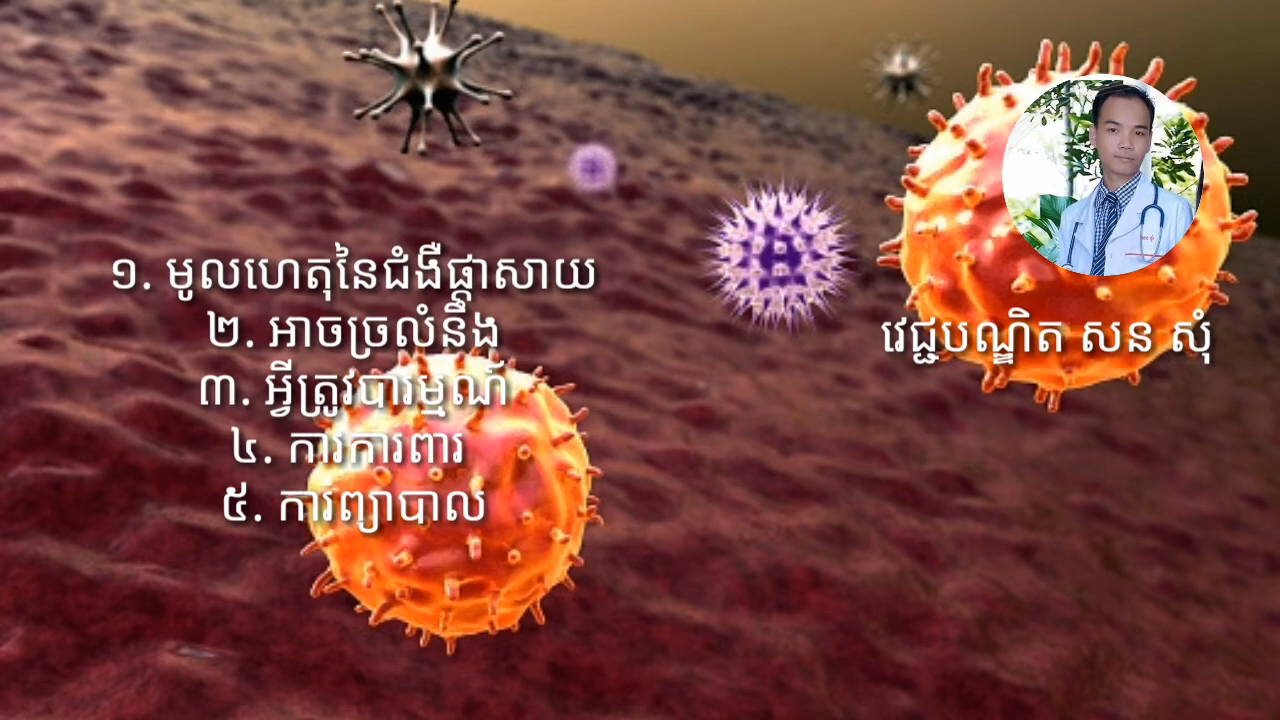 ១. មូលហេតុនៃជំងឺផ្តាសាយ
២. អាចច្រលំនឹង
៣. អ្វីត្រូវបារម្មណ៍
៤. ការការពារ
៥. ការព្យាបាល
វេជ្ជបណ្ឌិត សន សុំ